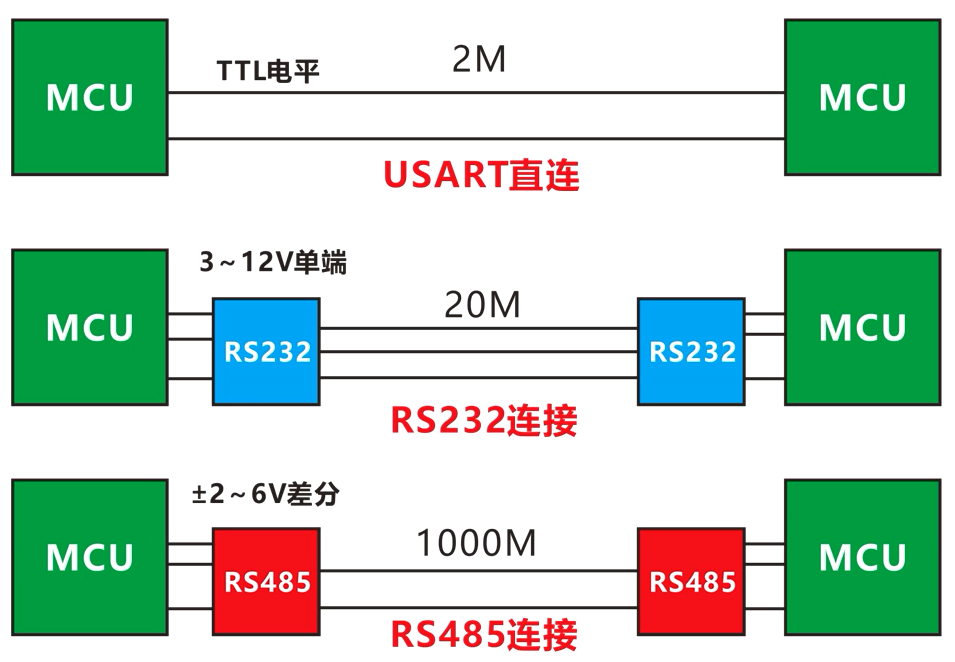 TTL电平
2M
MCU
MCU
USART直连
3~12V单端
20M
MCU
MCU
RS232
RS232
RS232连接
±2~6V差分
1000M
MCU
MCU
RS485
RS485
RS485连接